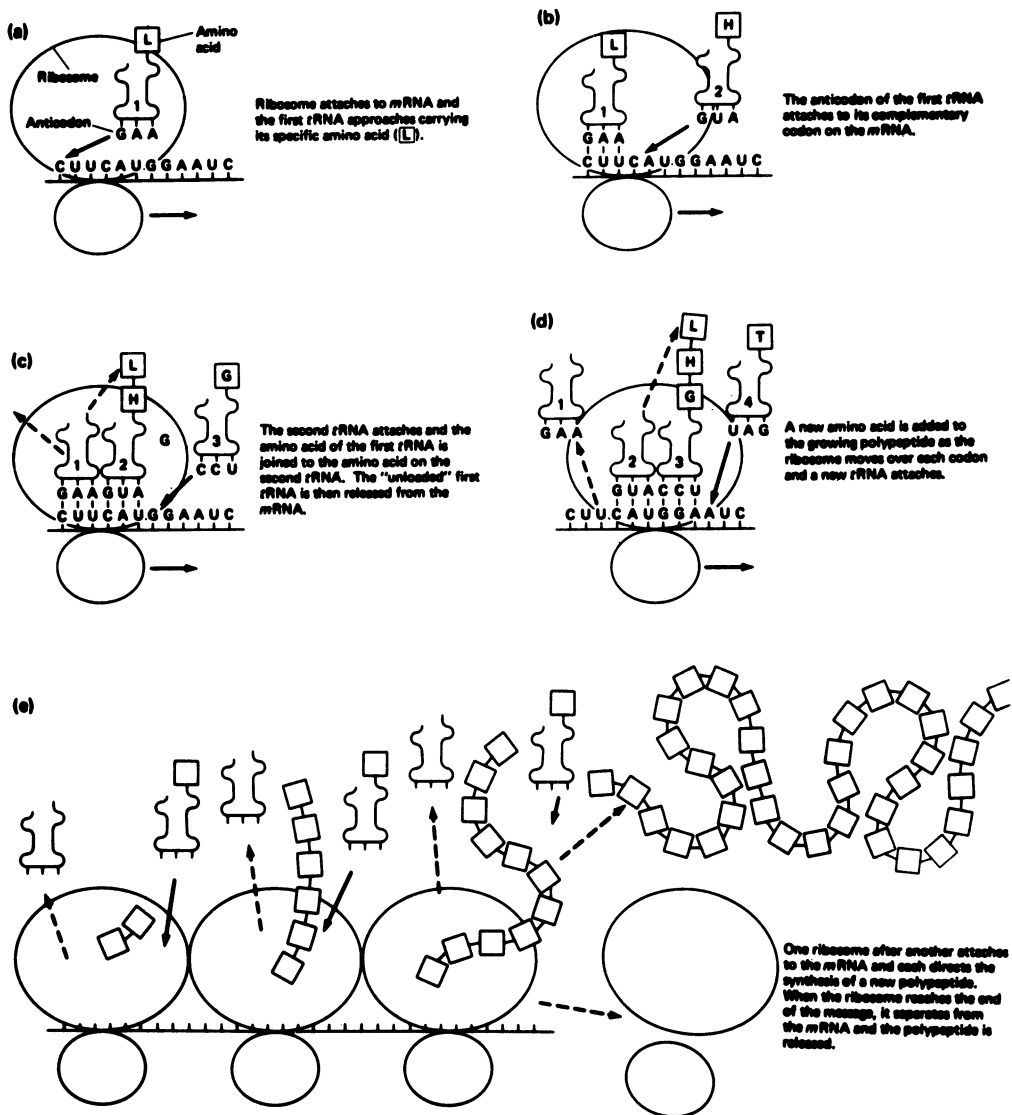 (a)
L
Amino
acid
Ribosome
1
Anticodon
G A A
C U U C A U G G A A U C
Ribosome attaches to mRNA and
the first tRNA approaches carrying
its specific amino acid (L).
(b)
H
L
2
1
G U A
G A A
C U U C A U G G A A U C
The anticodon of the first tRNA
attaches to its complementary
codon on the mRNA.
(c)
L
G
H
G
3
1 2
C C U
G A A G U A
C U U C A U G G A A U C
The second tRNA attaches and the
amino acid of the first tRNA is
joined to the amino acid on the
second tRNA. The "unloaded" first
tRNA is then released from the
mRNA.
(d)
L
T
H
G
1
4
G A A
U A G
2 3
G U A C C U
C U U C A U G G A A U C
A new amino acid is added to
the growing polypeptide as the
ribosome moves over each codon
and a new tRNA attaches.
(e)
One ribosome after another attaches
to the mRNA and each directs the
synthesis of a new polypeptide.
When the ribosome reaches the end
of the message, it separates from
the mRNA and the polypeptide is
released.